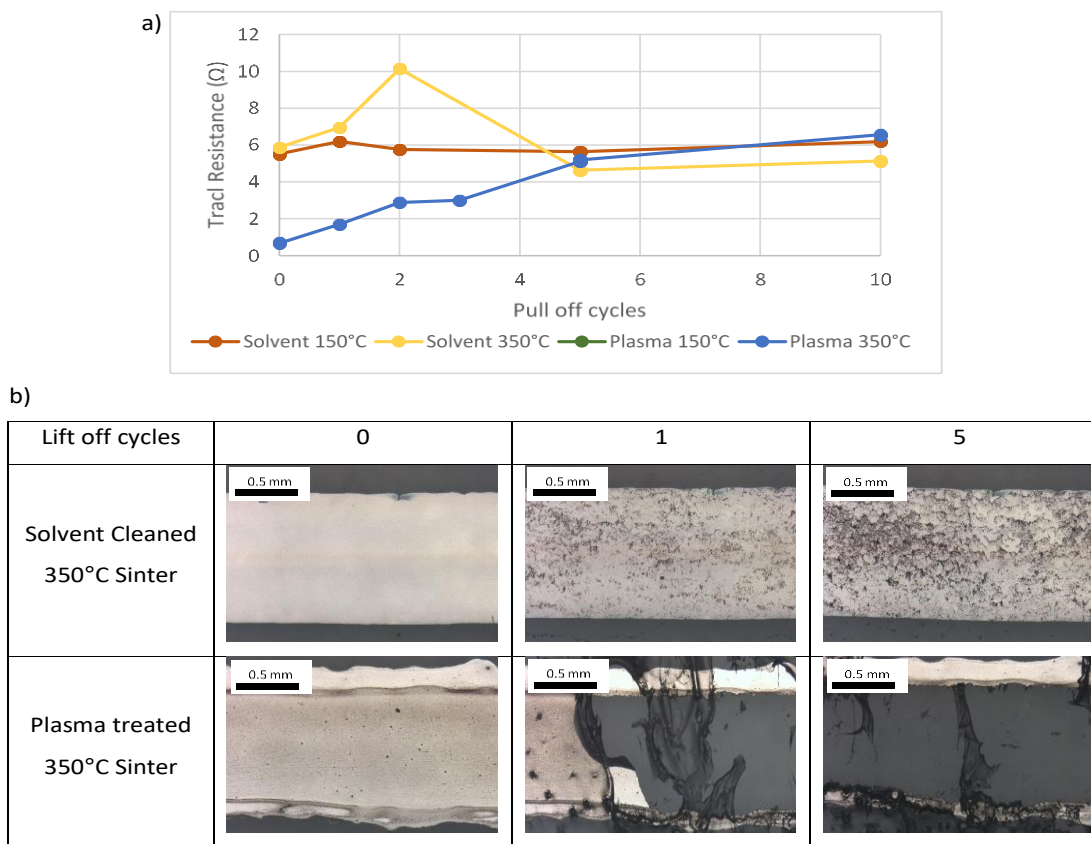 a)
12
10
8
6
4
2
0
Tracl Resistance (Ω)
0 2 4 6 8 10
Pull off cycles
Solvent 150°C Solvent 350°C Plasma 150°C Plasma 350°C
b)
Lift off cycles 0 1 5
Solvent Cleaned
350°C Sinter
0.5 mm 0.5 mm 0.5 mm
Plasma treated
350°C Sinter
0.5 mm 0.5 mm 0.5 mm